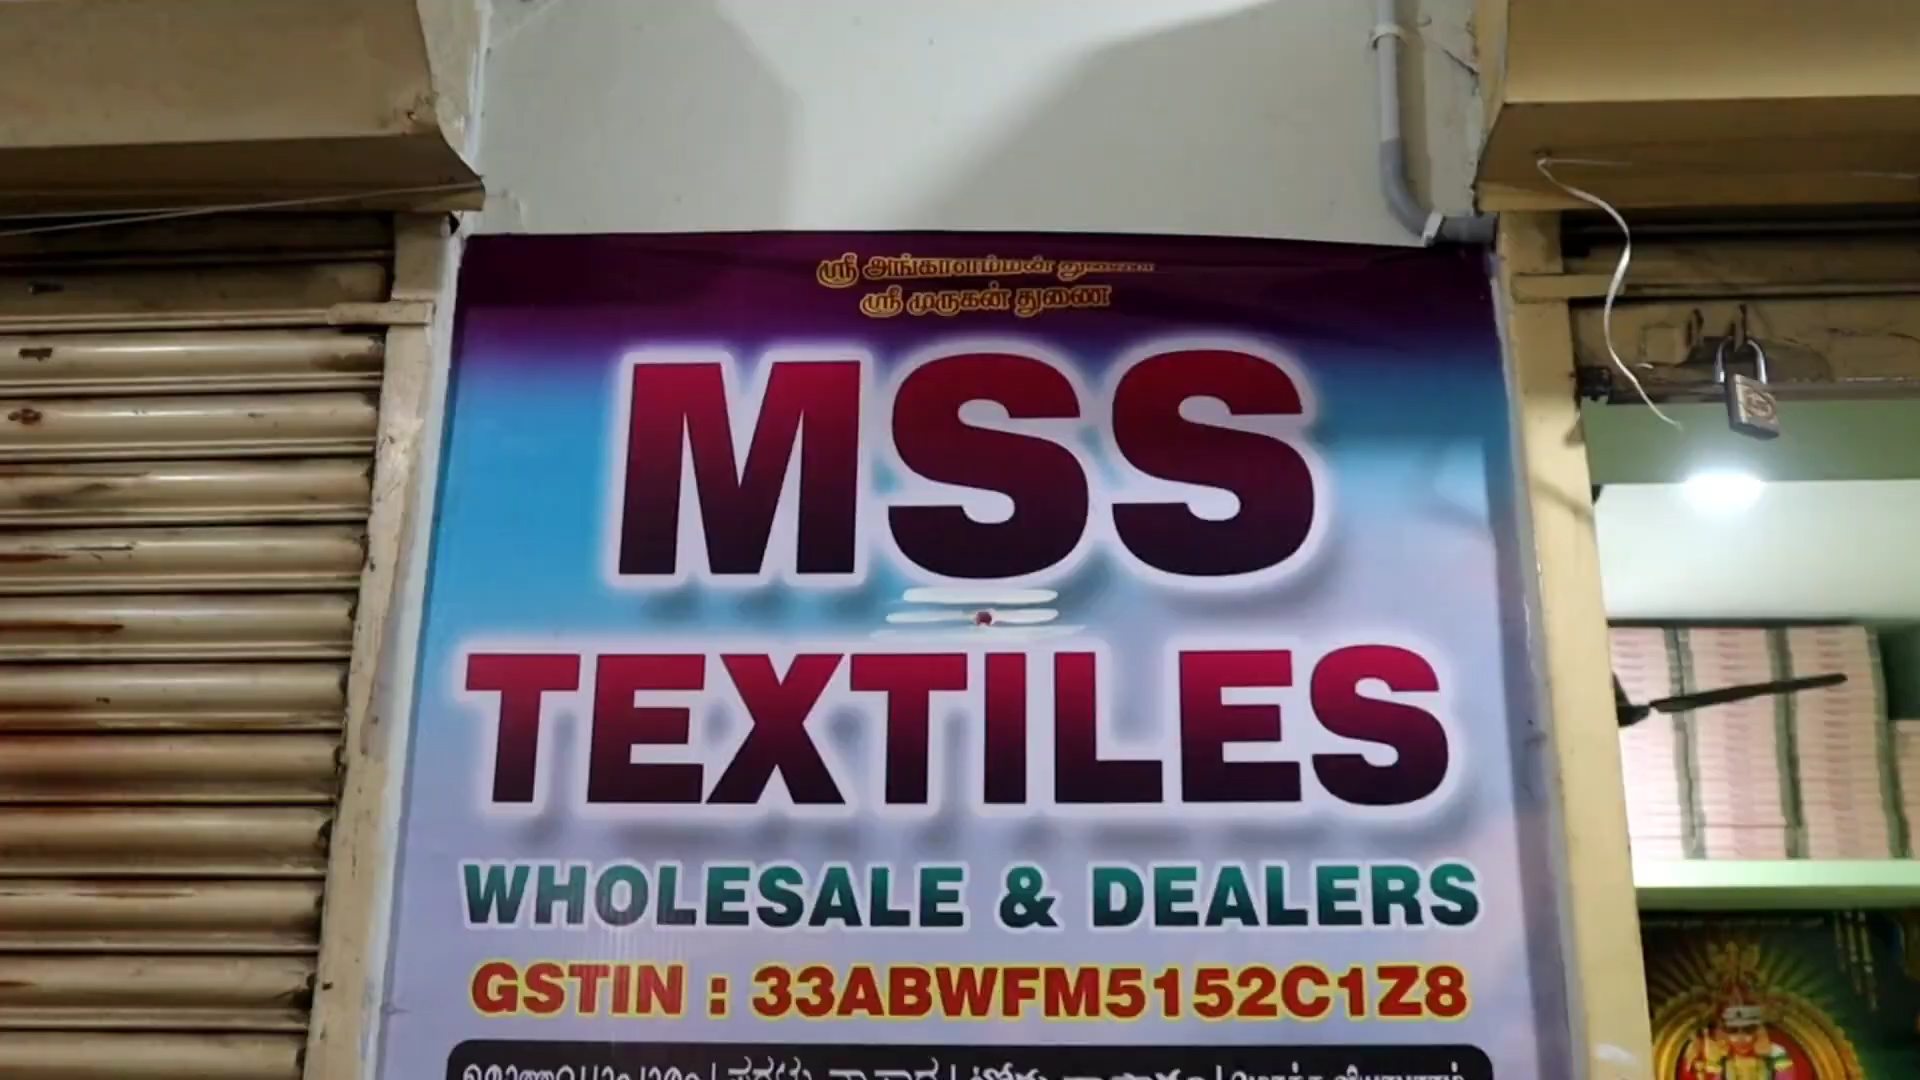 ஸ்ரீ அங்காளம்மன் துணை
ஸ்ரீ முருகன் துணை
MSS
TEXTILES
WHOLESALE & DEALERS
GSTIN : 33ABWFM5152C1Z8